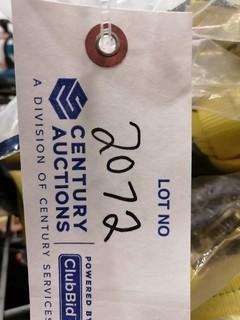 LOT NO
2072
CENTURY
AUCTIONS
A DIVISION OF CENTURY SERVICES
POWERED BY
ClubBid